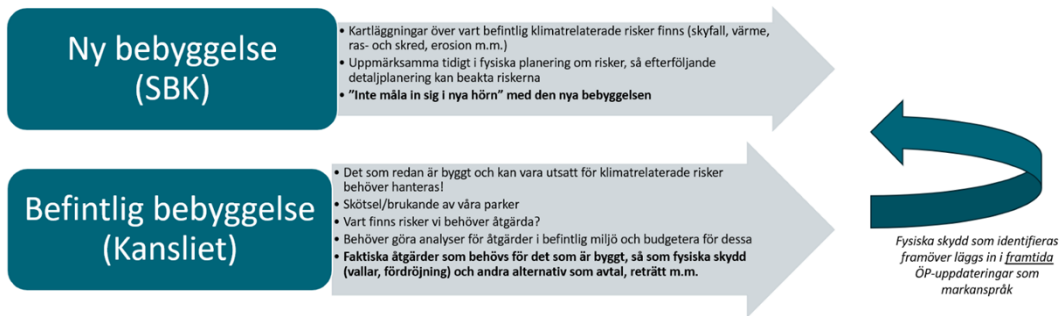 Ny bebyggelse
(SBK)
• Kartläggningar över vart befintlig klimatrelaterade risker finns (skyfall, värme,
ras- och skred, erosion m.m.)
• Uppmärksamma tidigt i fysiska planering om risker, så efterföljande
detaljplanering kan beakta riskerna
• ”Inte måla in sig i nya hörn” med den nya bebyggelsen
Befintlig bebyggelse
(Kansliet)
• Det som redan är byggt och kan vara utsatt för klimatrelaterade risker
behöver hanteras!
• Skötsel/brukande av våra parker
• Vart finns risker vi behöver åtgärda?
• Behöver göra analyser för åtgärder i befintlig miljö och budgetera för dessa
• Faktiska åtgärder som behövs för det som är byggt, så som fysiska skydd
(vallar, fördröjning) och andra alternativ som avtal, reträtt m.m.
Fysiska skydd som identifieras
framöver läggs in i framtida
ÖP-uppdateringar som
markanspråk